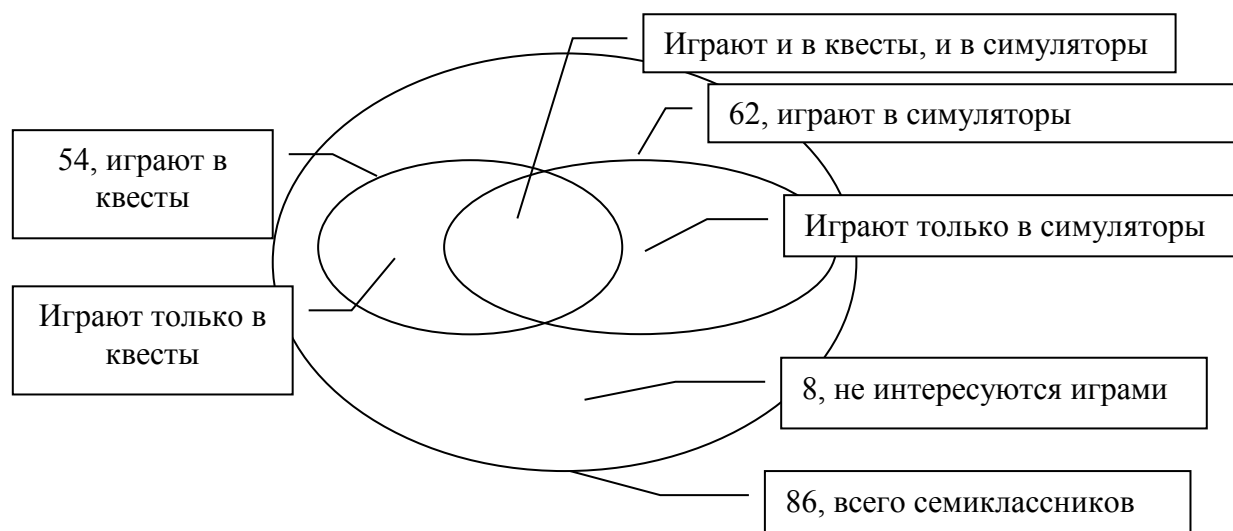 Играют и в квесты, и в симуляторы
62, играют в симуляторы
54, играют в
квесты
Играют только в симуляторы
Играют только в
квесты
8, не интересуются играми
86, всего семиклассников